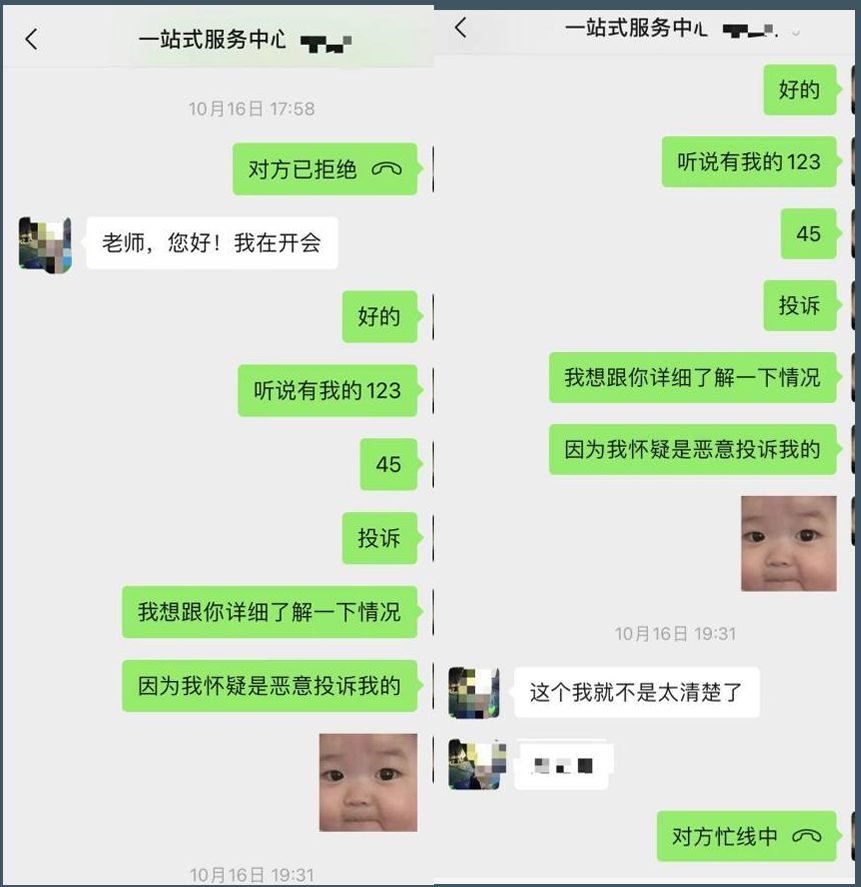 一站式服务中心
10月16日 17:58
对方已拒绝
老师，您好！我在开会
好的
听说有我的123
45
投诉
我想跟你详细了解一下情况
因为我怀疑是恶意投诉我的
10月16日 19:31
一站式服务中心
好的
听说有我的123
45
投诉
我想跟你详细了解一下情况
因为我怀疑是恶意投诉我的
10月16日 19:31
这个我就不是太清楚了
对方忙线中